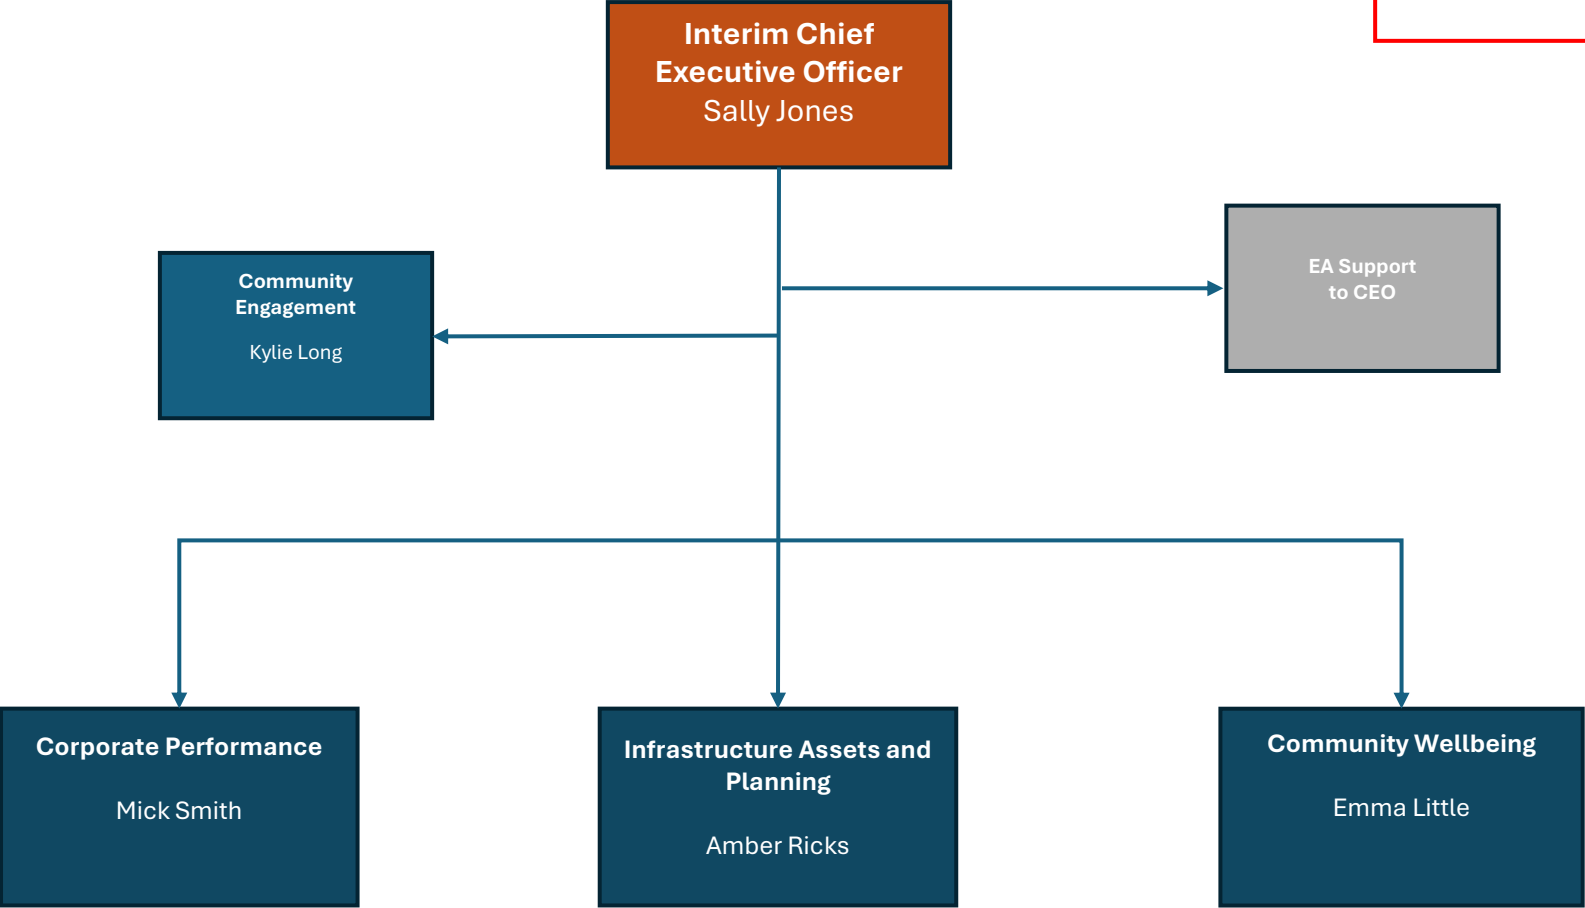 Interim Chief
Executive Officer
Sally Jones
EA Support
to CEO
Community
Engagement
Kylie Long
Corporate Performance
Mick Smith
Infrastructure Assets and
Planning
Amber Ricks
Community Wellbeing
Emma Little